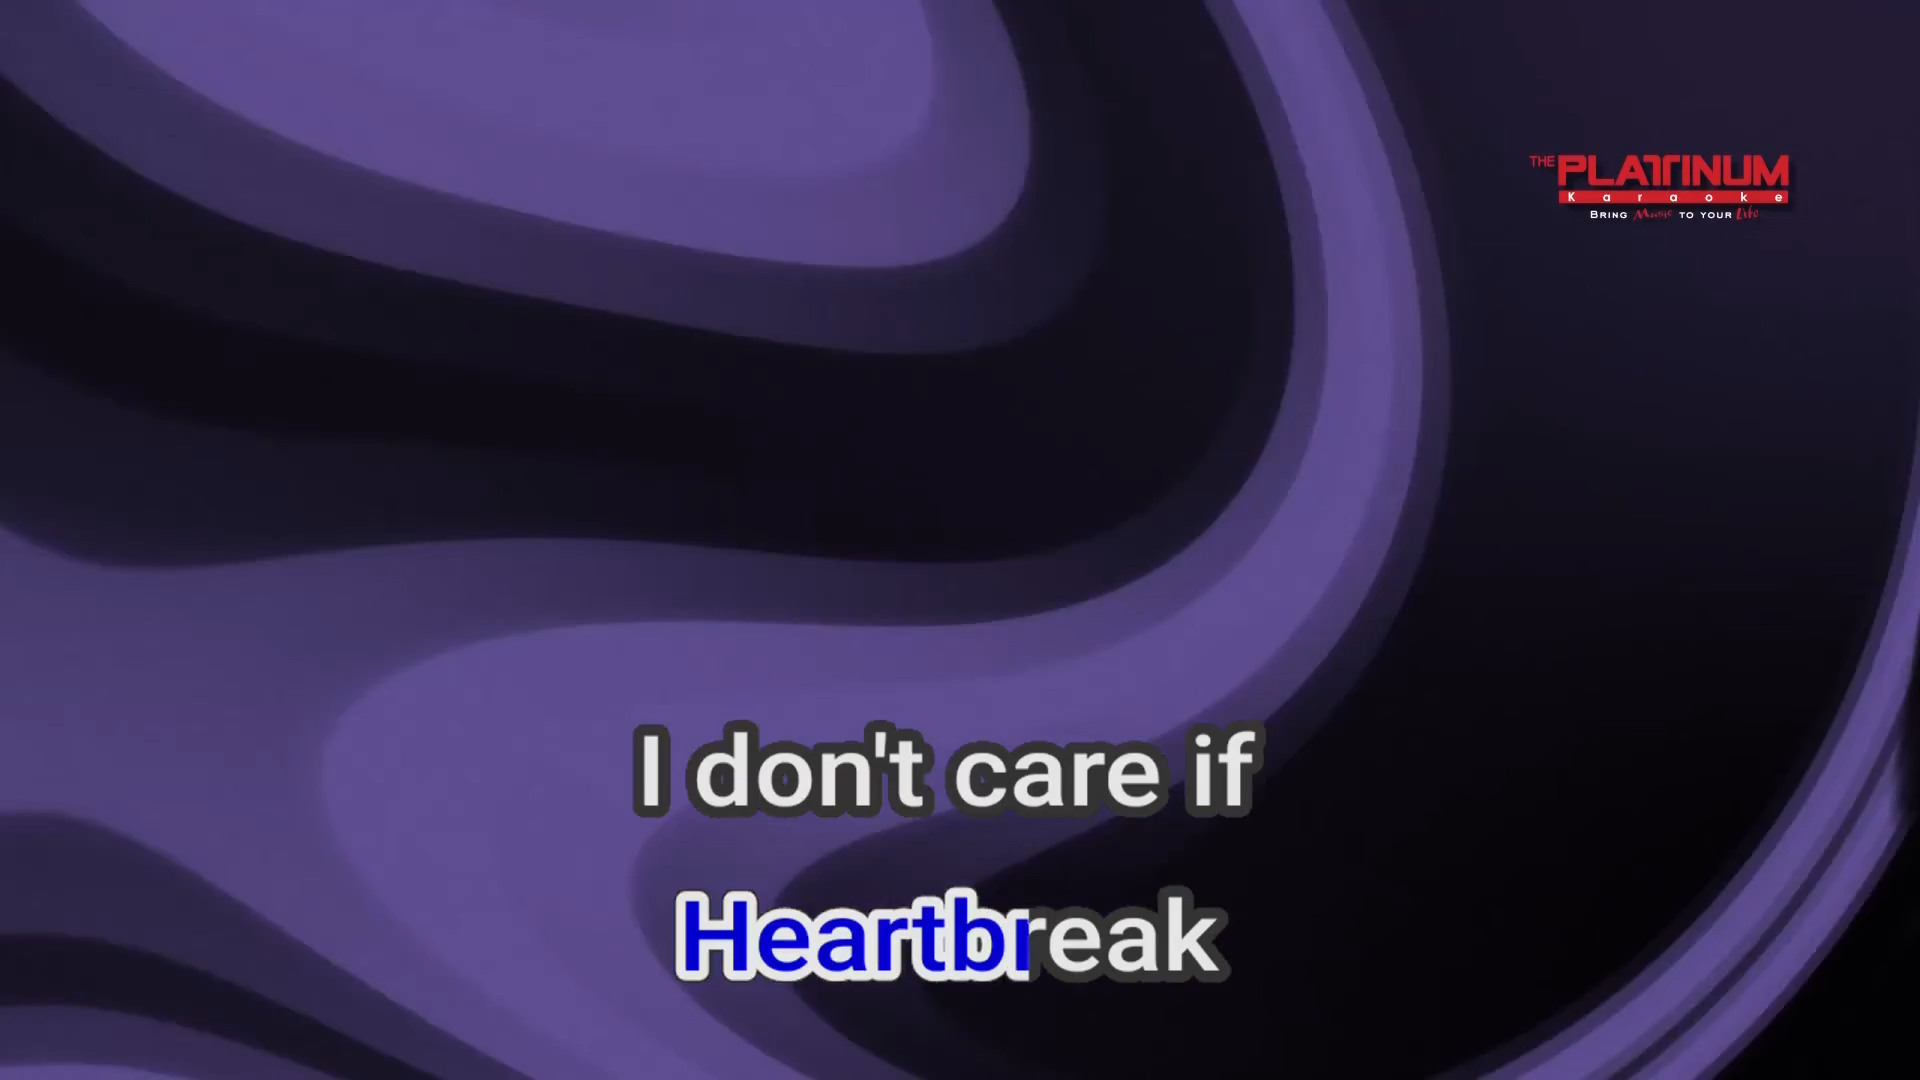 THE PLATINUM
Karaoke
BRING Music TO YOUR Life
I don't care if
Heartbreak